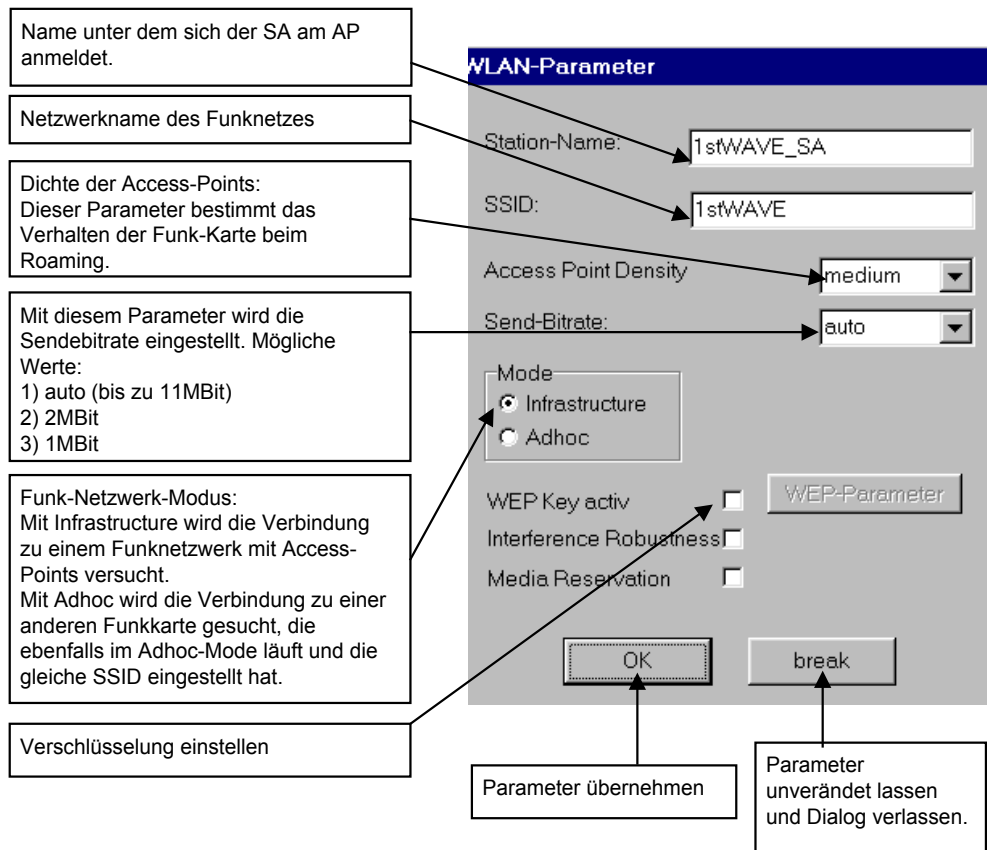 Name unter dem sich der SA am AP
anmeldet.
Netzwerkname des Funknetzes
Dichte der Access-Points:
Dieser Parameter bestimmt das
Verhalten der Funk-Karte beim
Roaming.
Mit diesem Parameter wird die
Sendebitrate eingestellt. Mögliche
Werte:
1) auto (bis zu 11MBit)
2) 2MBit
3) 1MBit
Funk-Netzwerk-Modus:
Mit Infrastructure wird die Verbindung
zu einem Funknetzwerk mit Access-
Points versucht.
Mit Adhoc wird die Verbindung zu einer
anderen Funkkarte gesucht, die
ebenfalls im Adhoc-Mode läuft und die
gleiche SSID eingestellt hat.
Verschlüsselung einstellen
WLAN-Parameter
Station-Name: 1stWAVE_SA
SSID: 1stWAVE
Access Point Density medium
Send-Bitrate: auto
Mode
Infrastructure
Adhoc
WEP Key activ WEP-Parameter
Interference Robustness
Media Reservation
OK break
Parameter übernehmen
Parameter
unverändet lassen
und Dialog verlassen.